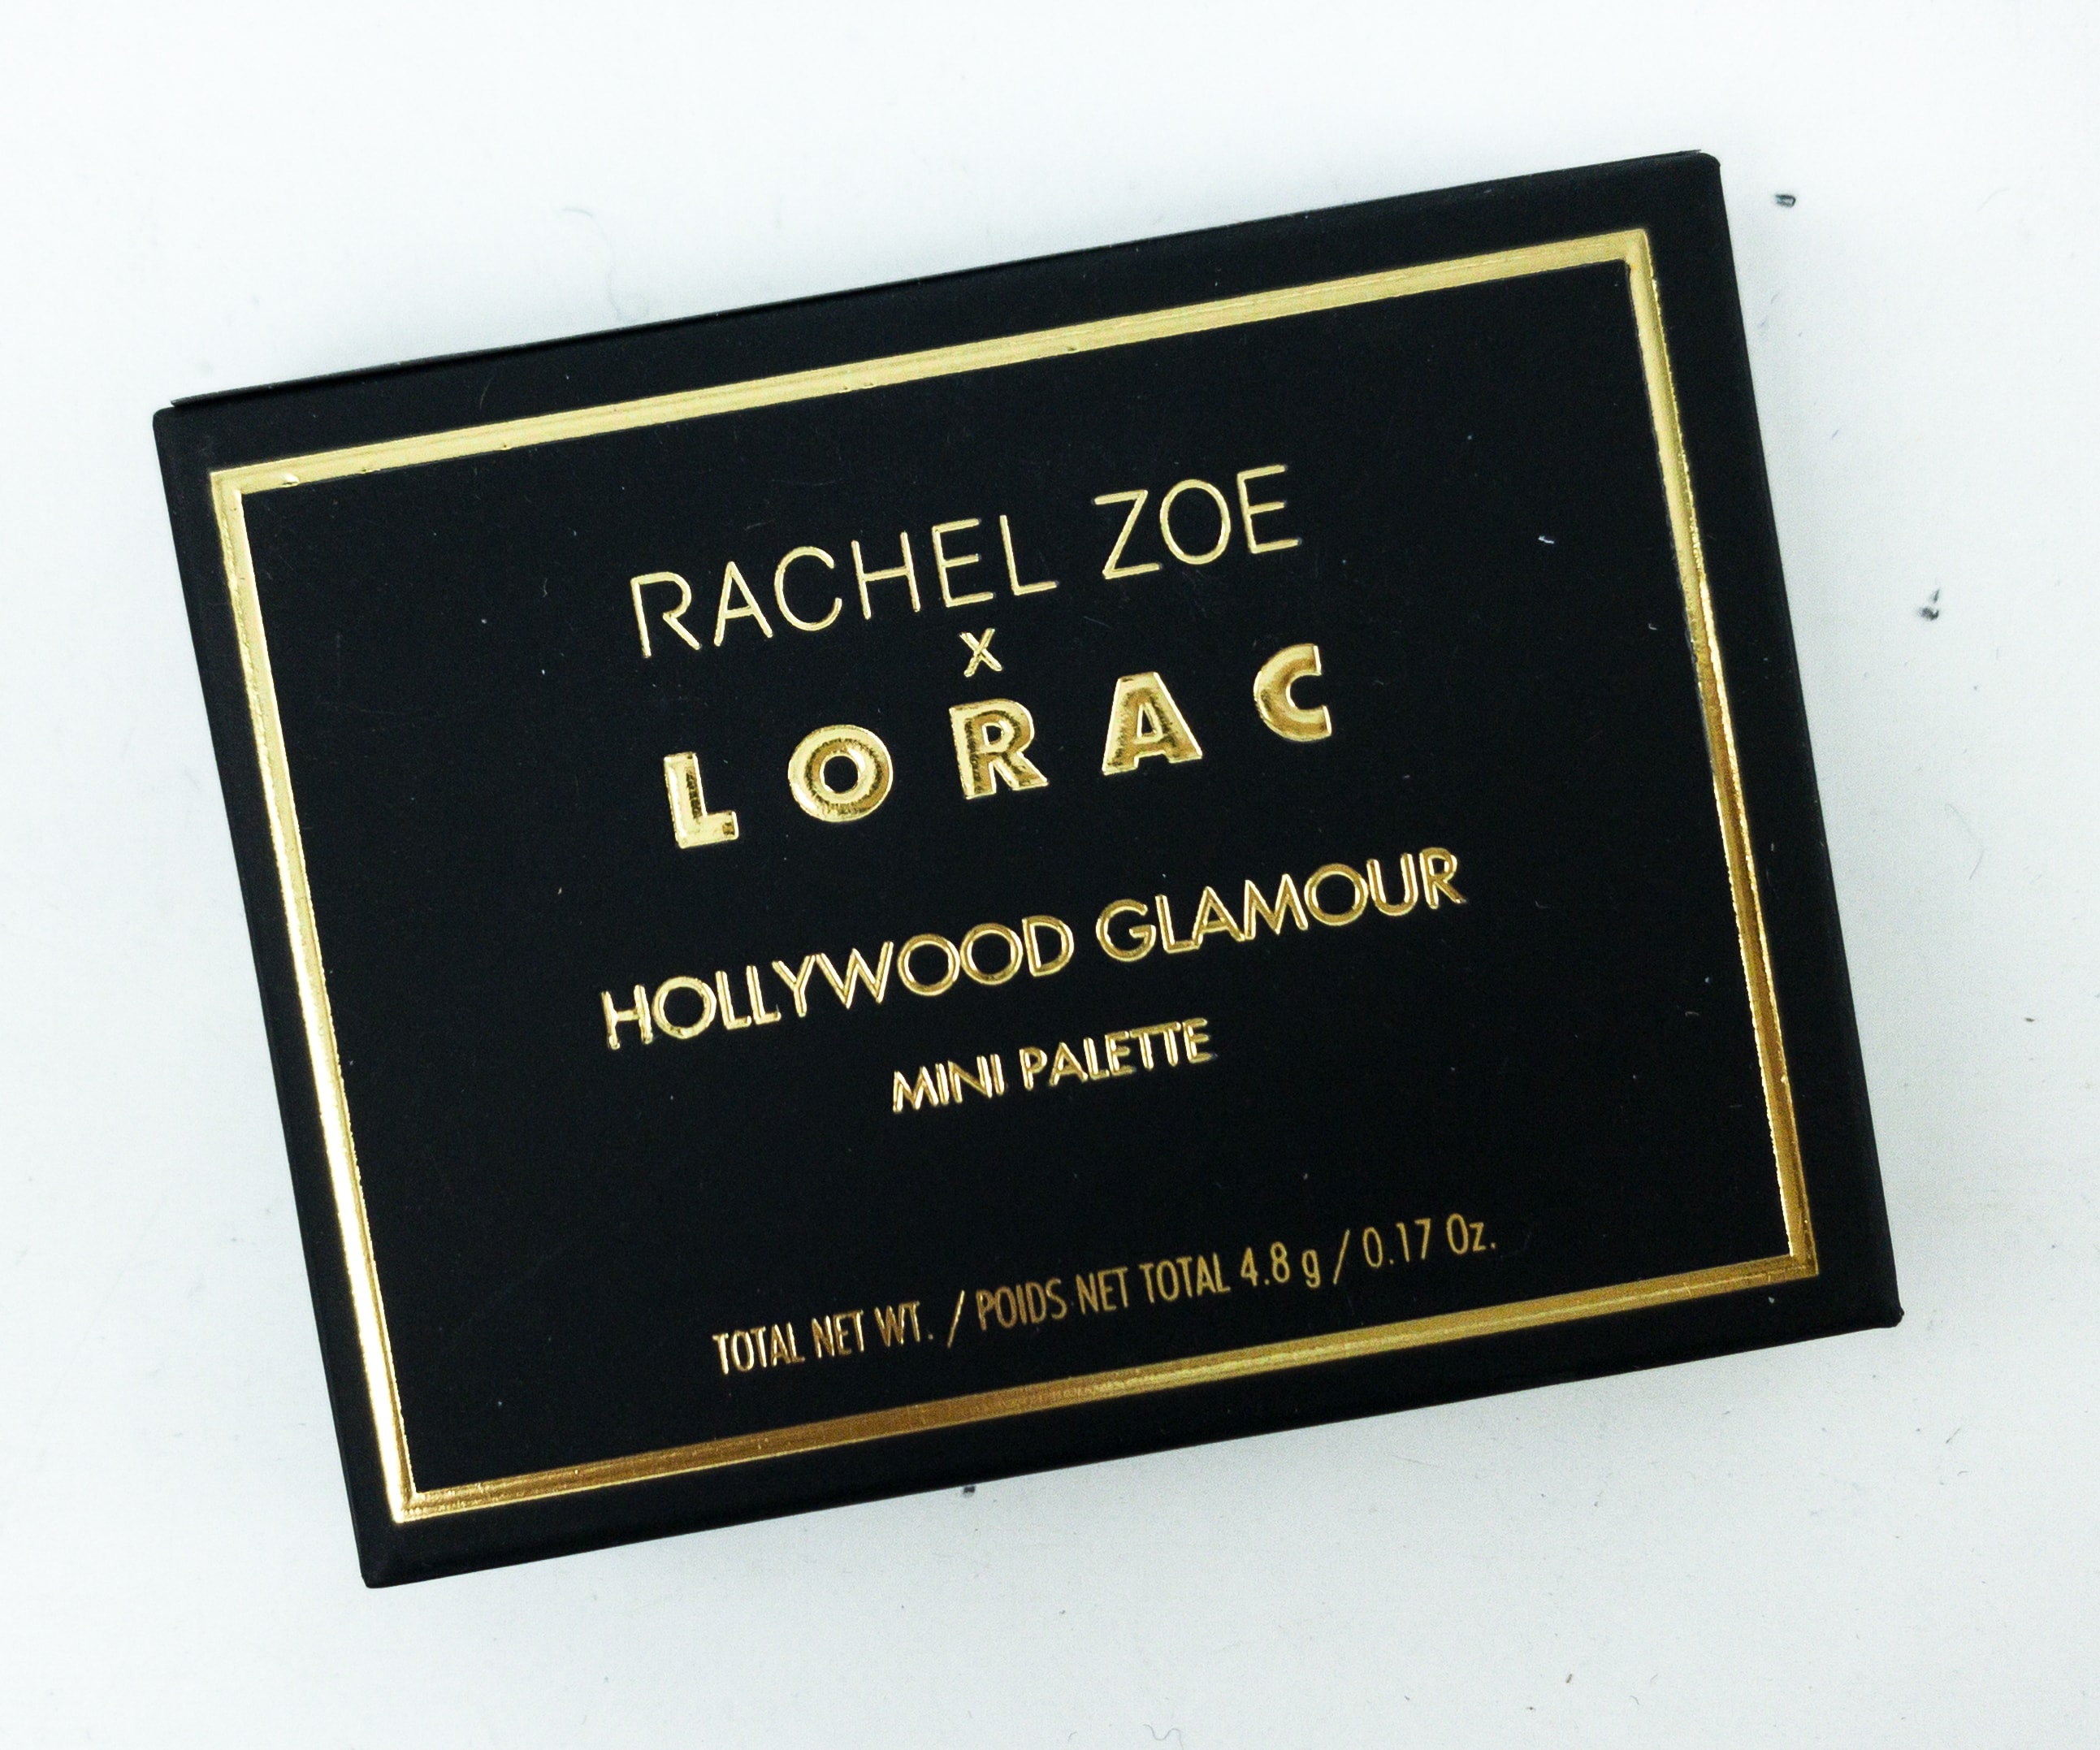 RACHEL ZOE
X
LORAC
HOLLYWOOD GLAMOUR
MINI PALETTE
TOTAL NET WT. / POIDS NET TOTAL 4.8 g / 0.17 Oz.